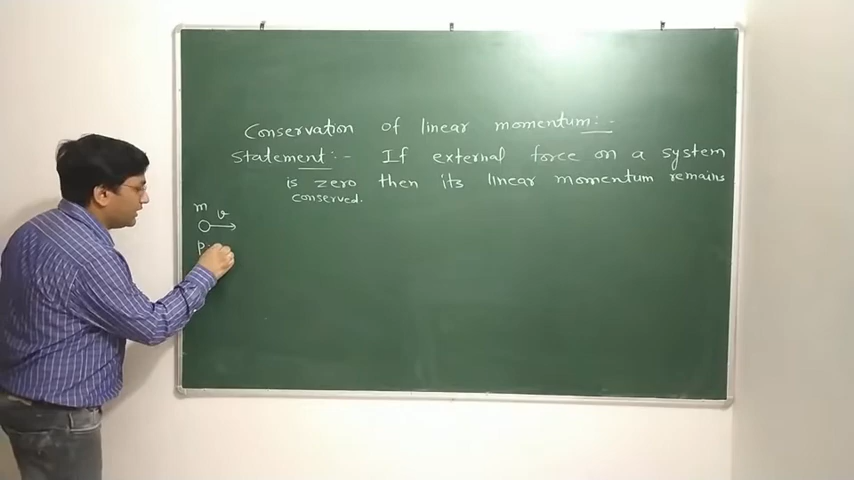 Conservation of linear momentum:-
Statement:- If external force on a system
is zero then its linear momentum remains
conserved.
m
v
P